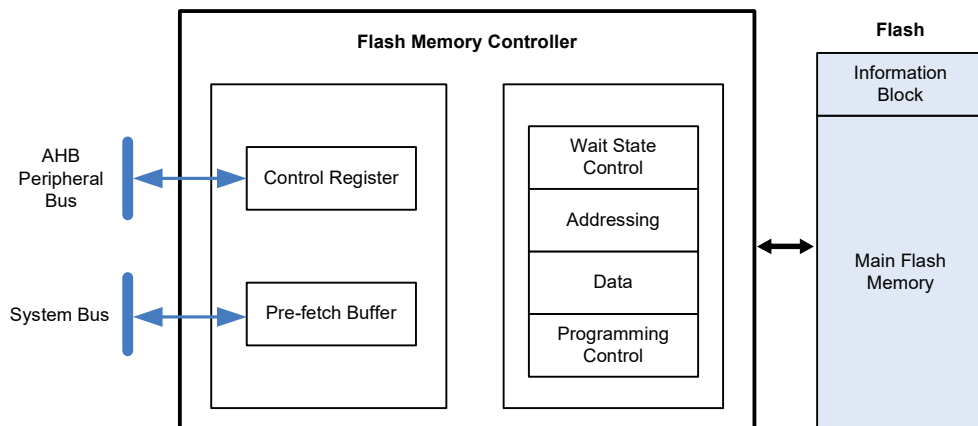 Flash Memory Controller
Flash
Information
Block
AHB
Peripheral
Bus
Control Register
Wait State
Control
Addressing
Data
Programming
Control
Main Flash
Memory
System Bus
Pre-fetch Buffer